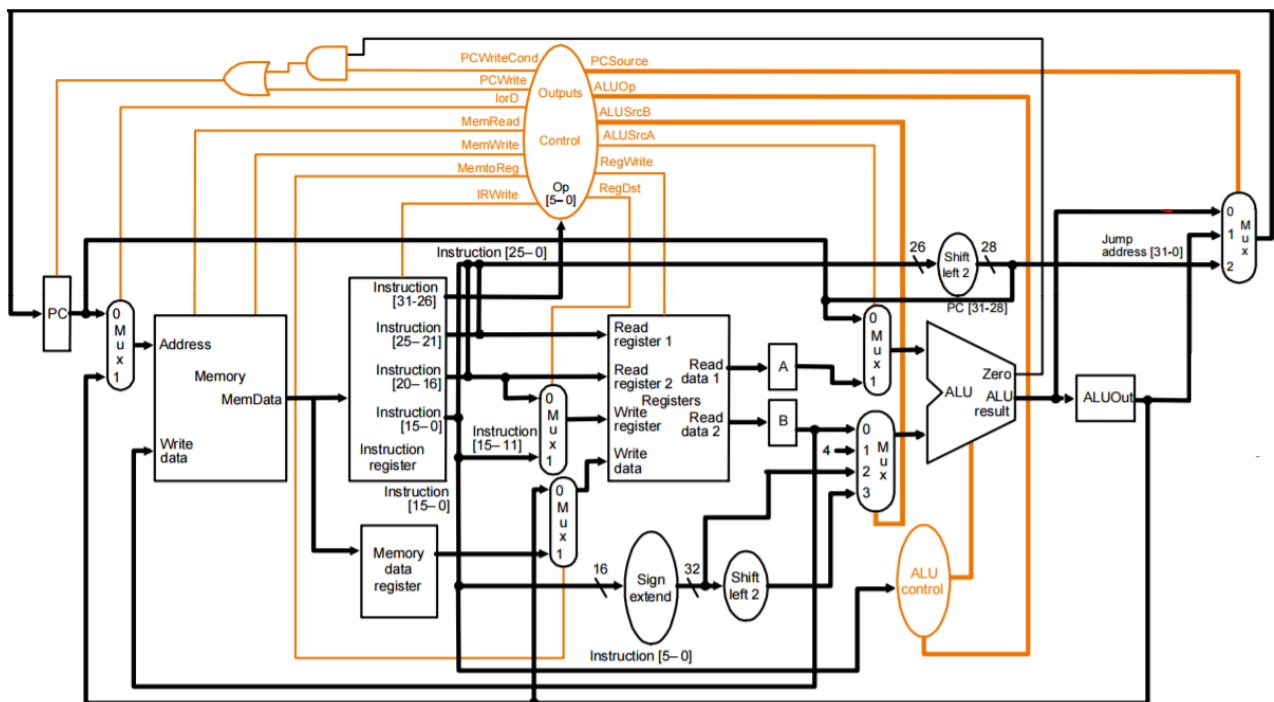 PCWriteCond
PCSource
PCWrite
ALUOp
IorD
Outputs
ALUSrcB
MemRead
ALUSrcA
MemWrite
Control
RegWrite
MemtoReg
RegDst
IRWrite
Op
[5–0]
Instruction [25–0]
26
Shift
left 2
28
Jump
address [31-0]
PC [31-28]
0
1
2
M
u
x
PC
0
M
u
x
1
Address
Memory
MemData
Write
data
Instruction
[31-26]
Instruction
[25–21]
Instruction
[20–16]
Instruction
[15–0]
Instruction
register
Instruction
[15–11]
Instruction
[15–0]
0
M
u
x
1
0
M
u
x
1
Read
register 1
Read
register 2
Registers
Write
register
Write
data
Read
data 1
Read
data 2
A
B
0
M
u
x
1
4
0
1
2
3
M
u
x
Zero
ALU
ALU
result
ALUOut
Memory
data
register
16
Sign
extend
32
Shift
left 2
ALU
control
Instruction [5–0]